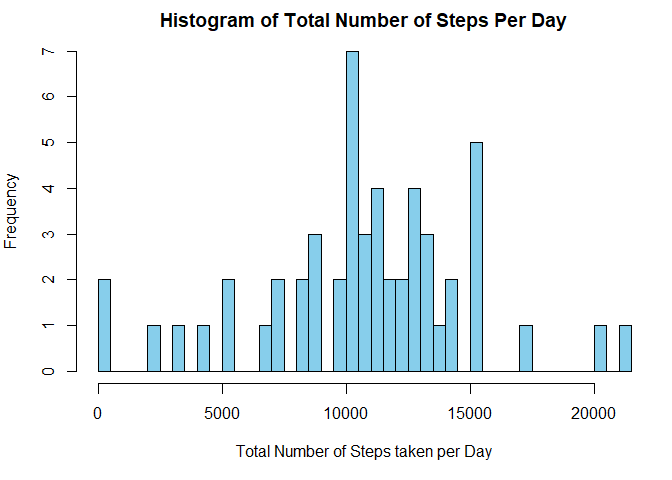 Histogram of Total Number of Steps Per Day
Frequency
7
6
5
4
3
2
1
0
0 5000 10000 15000 20000
Total Number of Steps taken per Day